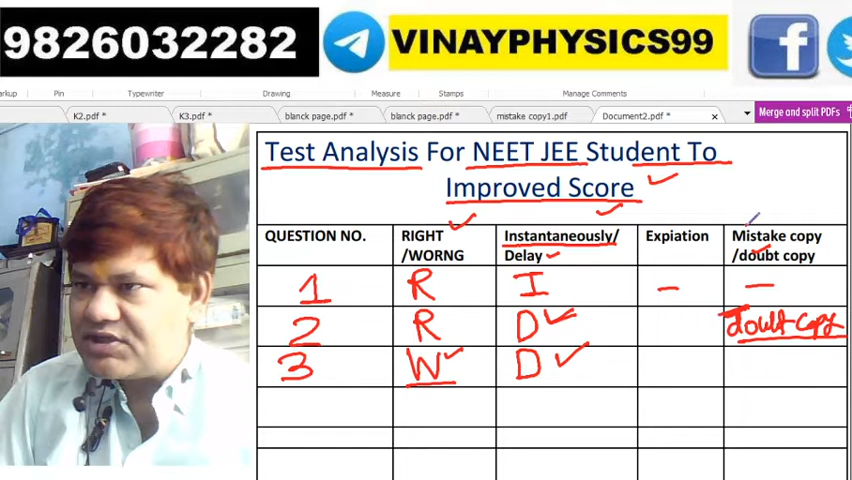 9826032282
VINAYPHYSICS99
Pin
Typewriter
Drawing
Measure
Stamps
Manage Comments
K2.pdf *
K3.pdf *
blanck page.pdf *
blanck page.pdf *
mistake copy1.pdf
Document2.pdf *
Merge and split PDFs
Test Analysis For NEET JEE Student To
Improved Score
QUESTION NO.
RIGHT
/WORNG
Instantaneously/
Delay
Expiation
Mistake copy
/doubt copy
1 R I - -
2 R D doubt copy
3 W D